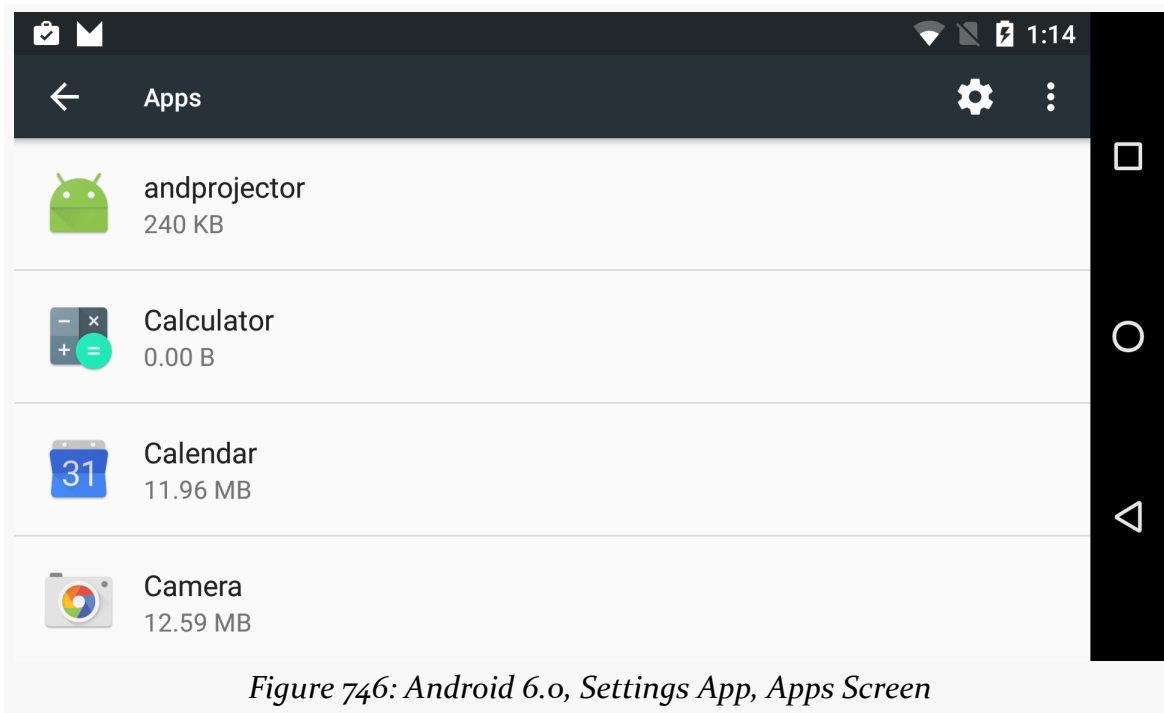 1:14
Apps
andprojector
240 KB
Calculator
0.00 B
31
Calendar
11.96 MB
Camera
12.59 MB
Figure 746: Android 6.0, Settings App, Apps Screen